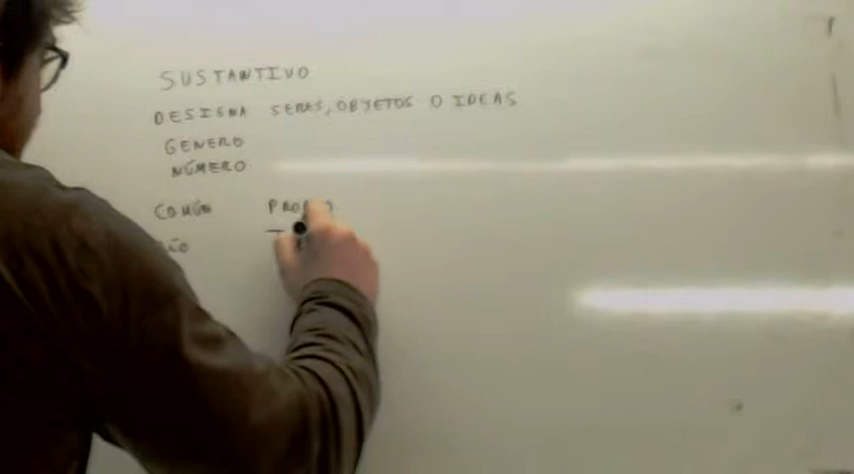 SUSTANTIVO
DESIGNA SERES, OBJETOS O IDEAS
GENERO
NÚMERO
COMÚN